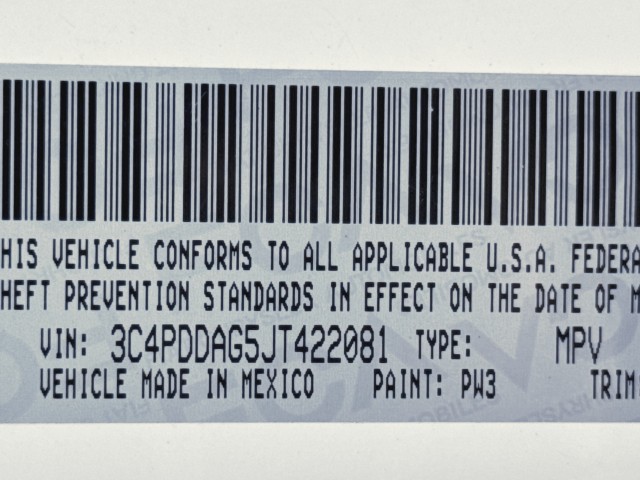 HIS VEHICLE CONFORMS TO ALL APPLICABLE U.S.A. FEDERA
HEFT PREVENTION STANDARDS IN EFFECT ON THE DATE OF M
VIN: 3C4PDDAG5JT422081 TYPE: MPV
VEHICLE MADE IN MEXICO PAINT: PW3 TRIM: